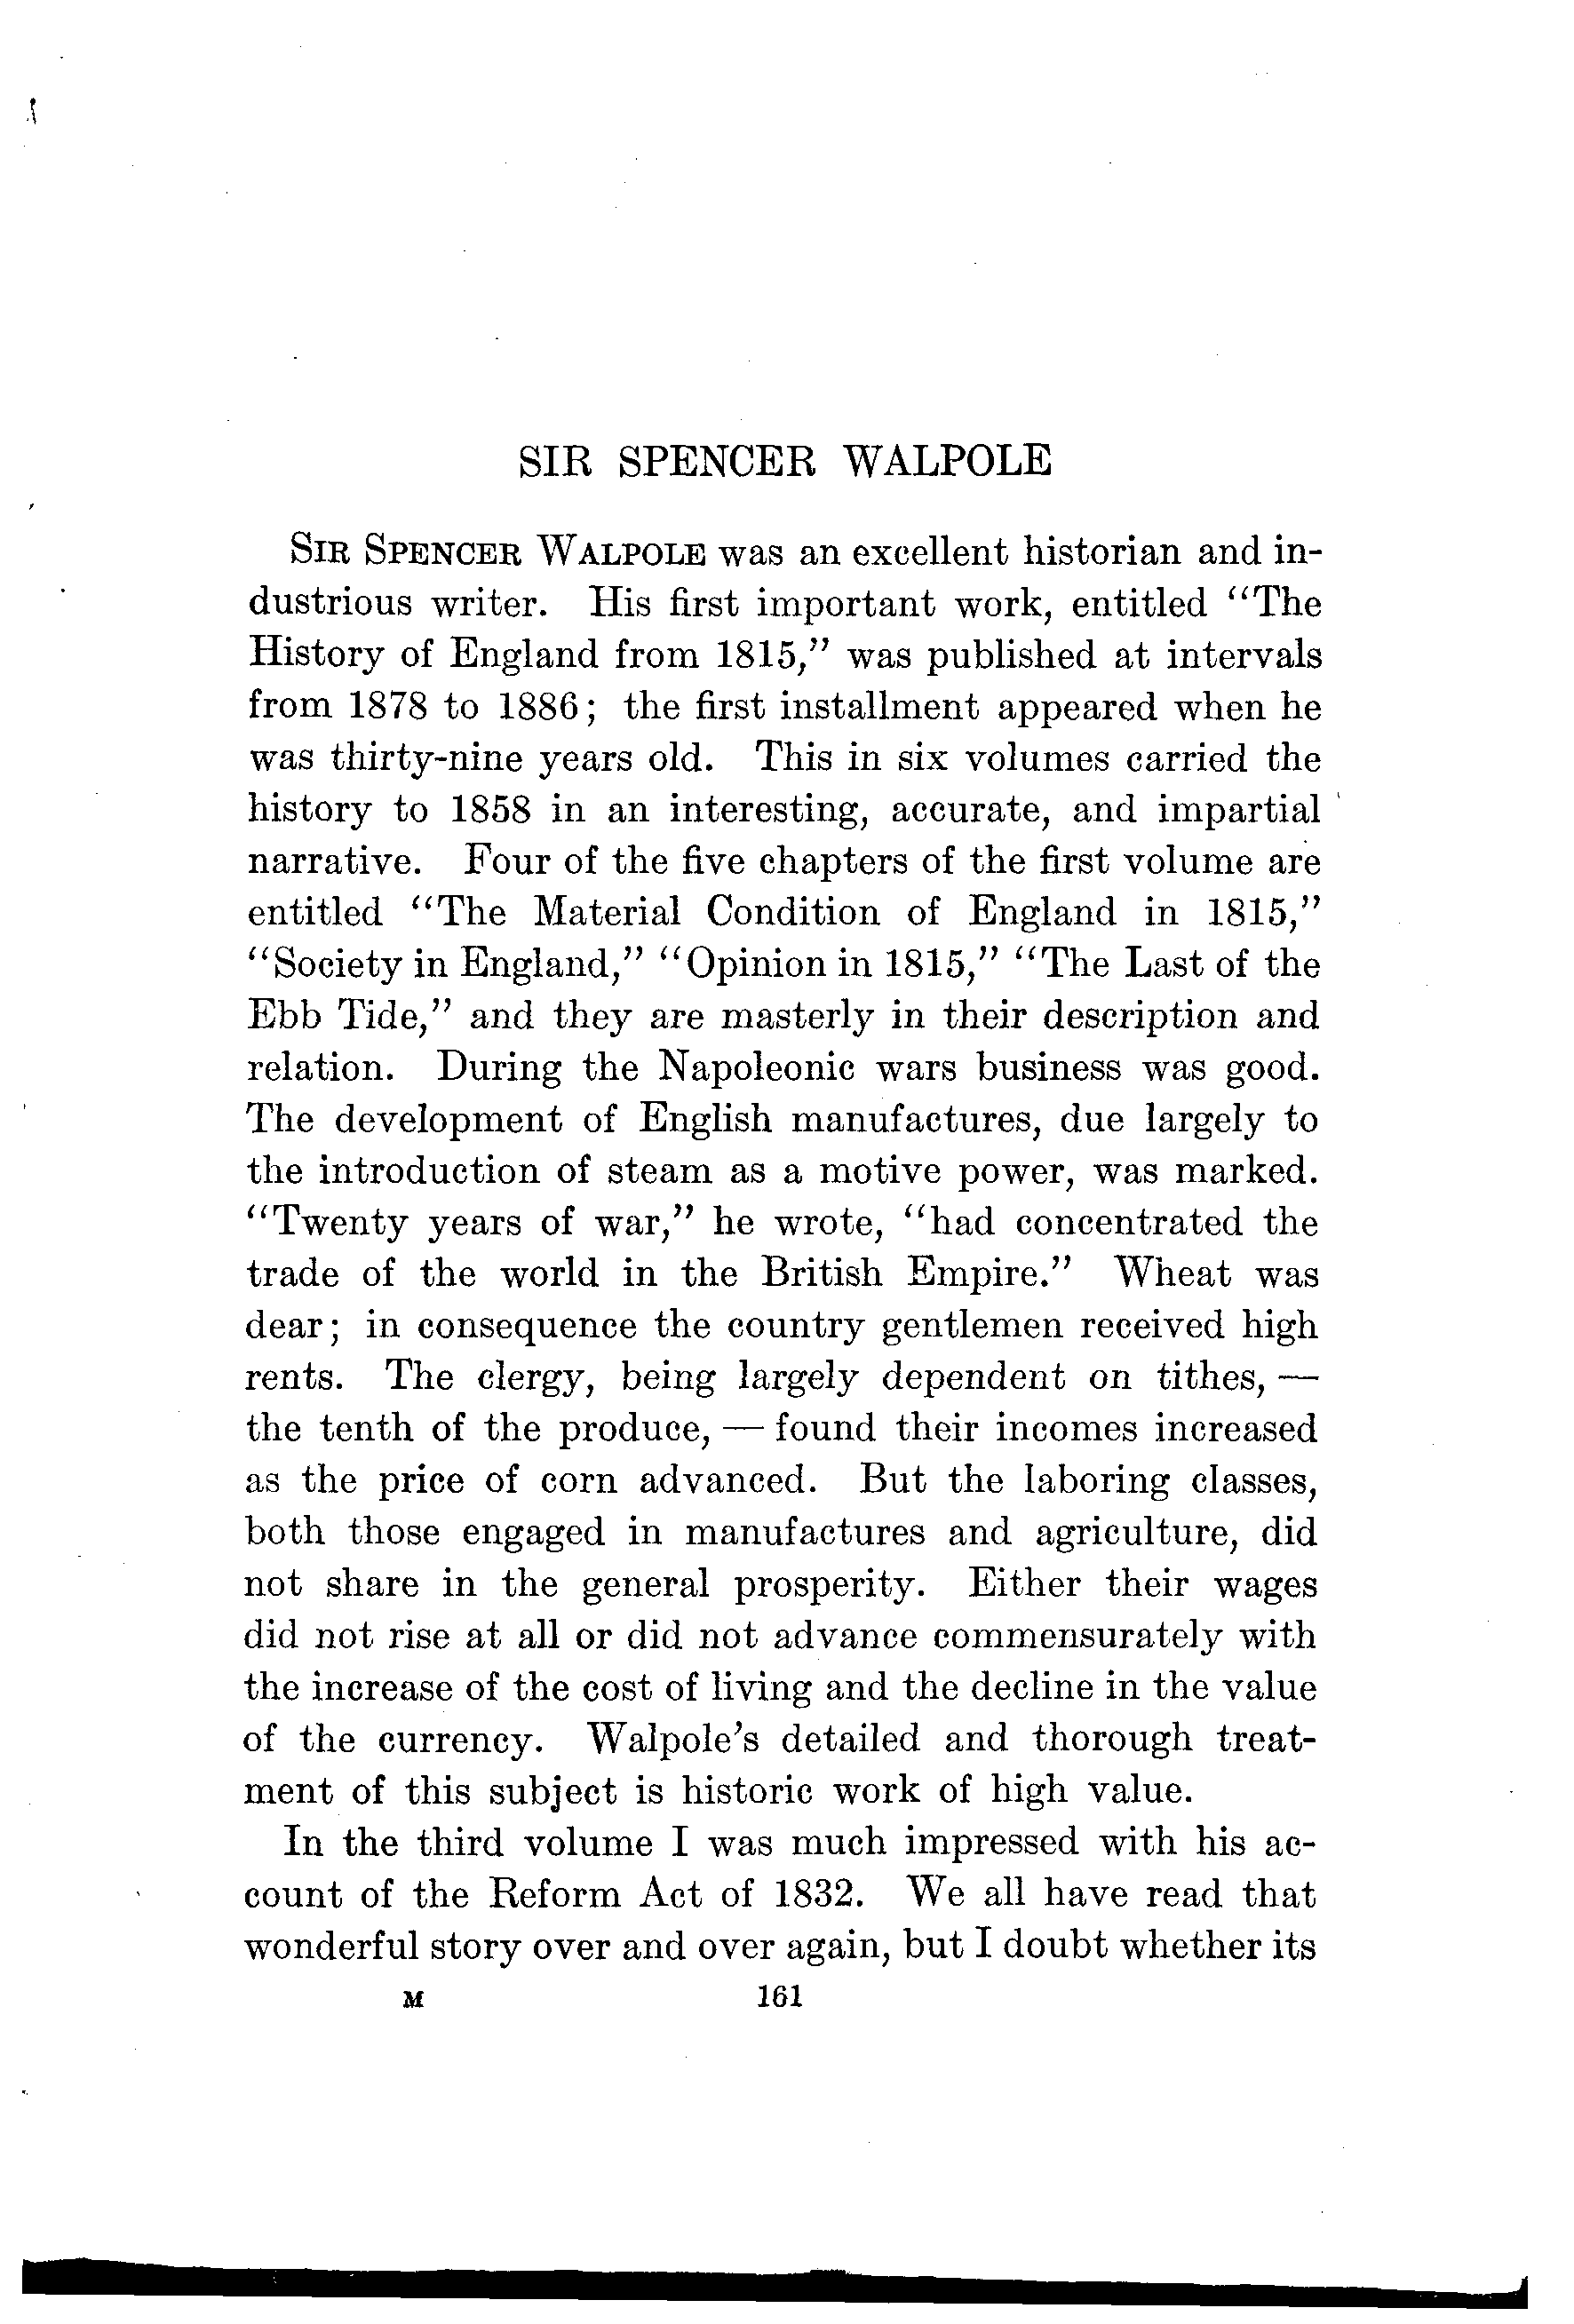 SIR SPENCER WALPOLE
SIR SPENCER WALPOLE was an excellent historian and in-
dustrious writer. His first important work, entitled "The
History of England from 1815," was published at intervals
from 1878 to 1886; the first installment appeared when he
was thirty-nine years old. This in six volumes carried the
history to 1858 in an interesting, accurate, and impartial
narrative. Four of the five chapters of the first volume are
entitled "The Material Condition of England in 1815,"
"Society in England," "Opinion in 1815," "The Last of the
Ebb Tide," and they are masterly in their description and
relation. During the Napoleonic wars business was good.
The development of English manufactures, due largely to
the introduction of steam as a motive power, was marked.
"Twenty years of war," he wrote, "had concentrated the
trade of the world in the British Empire." Wheat was
dear; in consequence the country gentlemen received high
rents. The clergy, being largely dependent on tithes, —
the tenth of the produce, — found their incomes increased
as the price of corn advanced. But the laboring classes,
both those engaged in manufactures and agriculture, did
not share in the general prosperity. Either their wages
did not rise at all or did not advance commensurately with
the increase of the cost of living and the decline in the value
of the currency. Walpole's detailed and thorough treat-
ment of this subject is historic work of high value.
In the third volume I was much impressed with his ac-
count of the Reform Act of 1832. We all have read that
wonderful story over and over again, but I doubt whether its
M 161